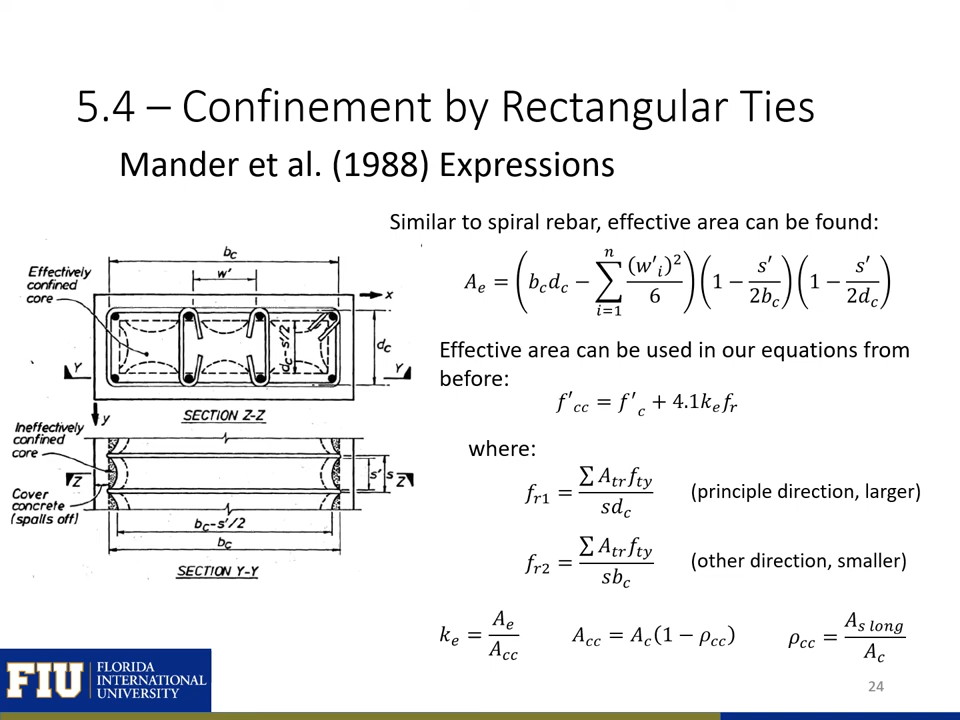 5.4 – Confinement by Rectangular Ties
Mander et al. (1988) Expressions
Similar to spiral rebar, effective area can be found:
A_e = (b_c d_c − ∑_{i=1}^{n} (w'_i)^2 / 6)(1 − s' / 2b_c)(1 − s' / 2d_c)
Effective area can be used in our equations from
before:
f'_cc = f'_c + 4.1k_e f_r
where:
f_r1 = ∑ A_tr f_ty / s d_c (principle direction, larger)
f_r2 = ∑ A_tr f_ty / s b_c (other direction, smaller)
k_e = A_e / A_cc A_cc = A_c(1 − ρ_cc) ρ_cc = A_s long / A_c
b_c
Effectively
confined
core
w'
x
d_c-s'/2
d_c
Y Y
y
SECTION Z-Z
Ineffectively
confined
core
Z s' s Z
Cover
concrete
(spalls off)
b_c-s'/2
b_c
SECTION Y-Y
FIU
FLORIDA
INTERNATIONAL
UNIVERSITY
24